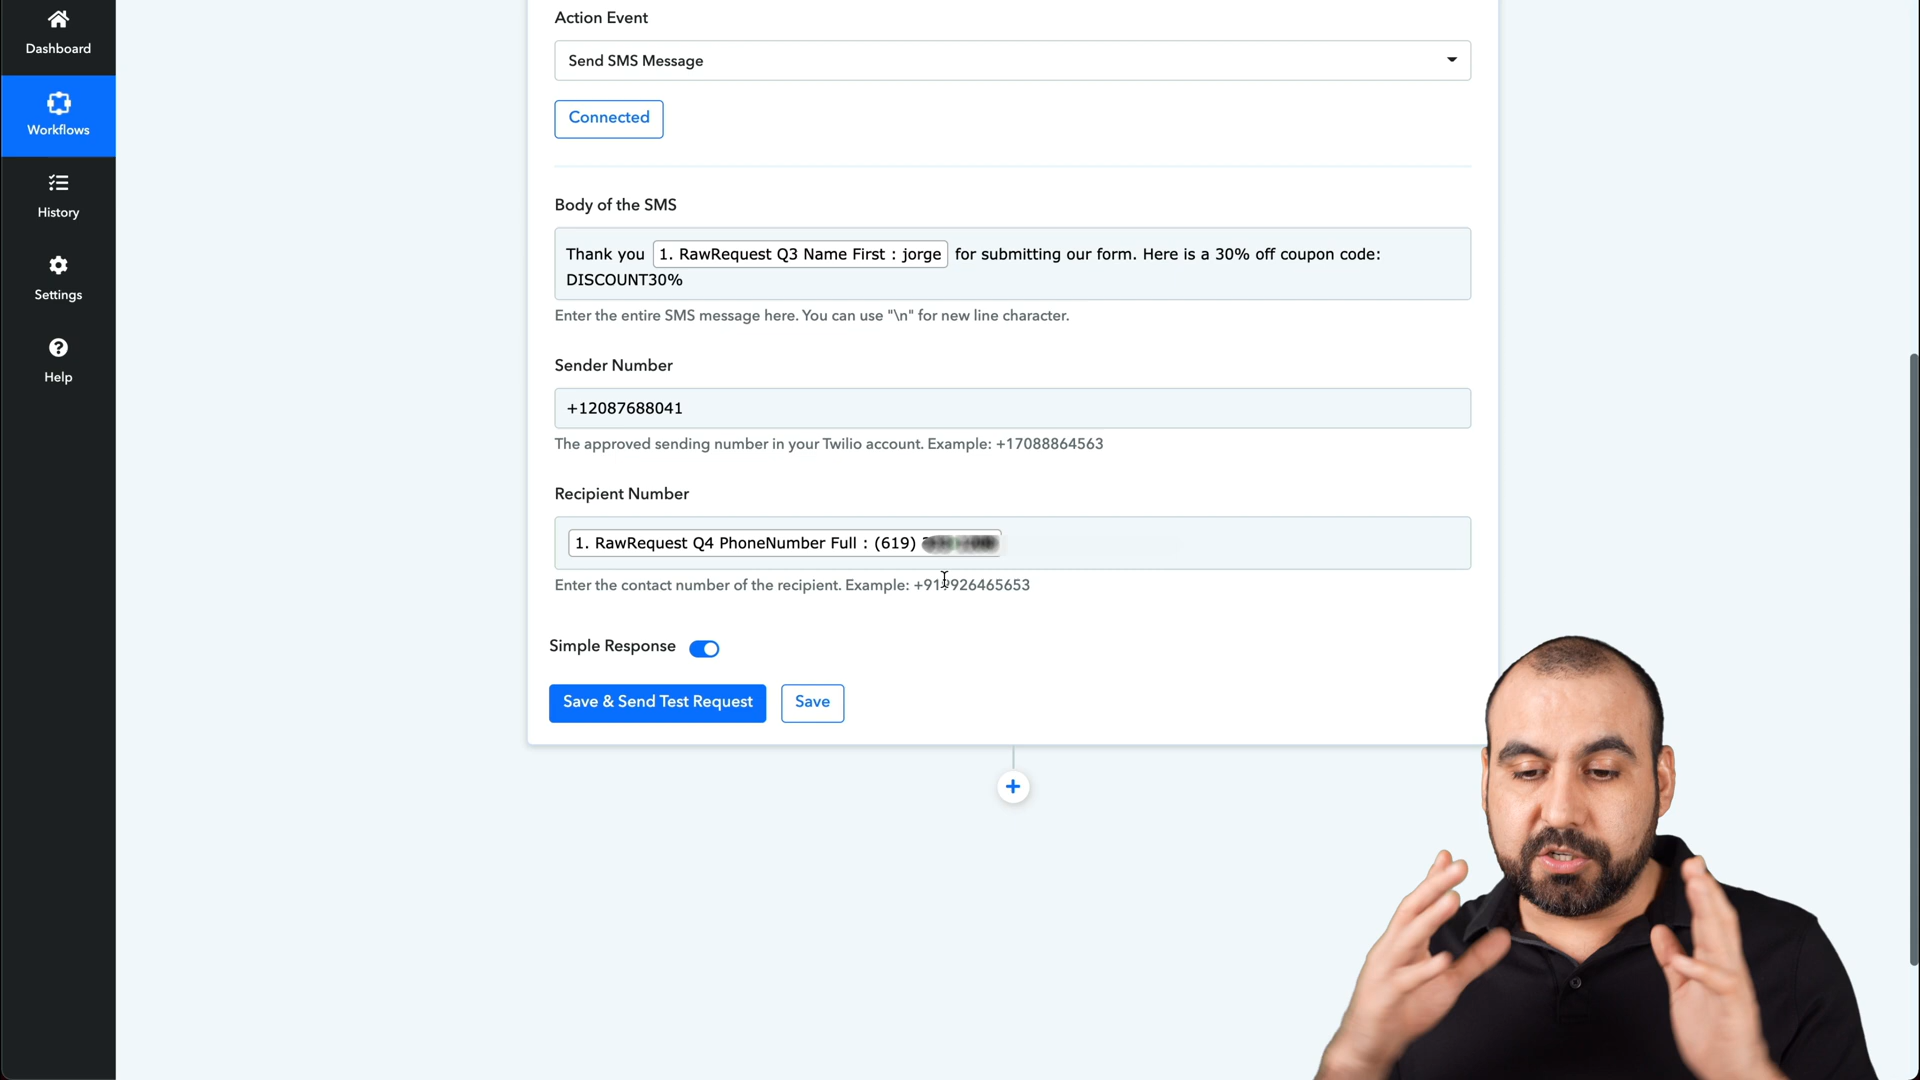 Dashboard
Workflows
History
Settings
Help
Action Event
Send SMS Message
Connected
Body of the SMS
Thank you 1. RawRequest Q3 Name First : jorge for submitting our form. Here is a 30% off coupon code:
DISCOUNT30%
Enter the entire SMS message here. You can use "\n" for new line character.
Sender Number
+12087688041
The approved sending number in your Twilio account. Example: +17088864563
Recipient Number
1. RawRequest Q4 PhoneNumber Full : (619)
Enter the contact number of the recipient. Example:
Simple Response
Save & Send Test Request
Save